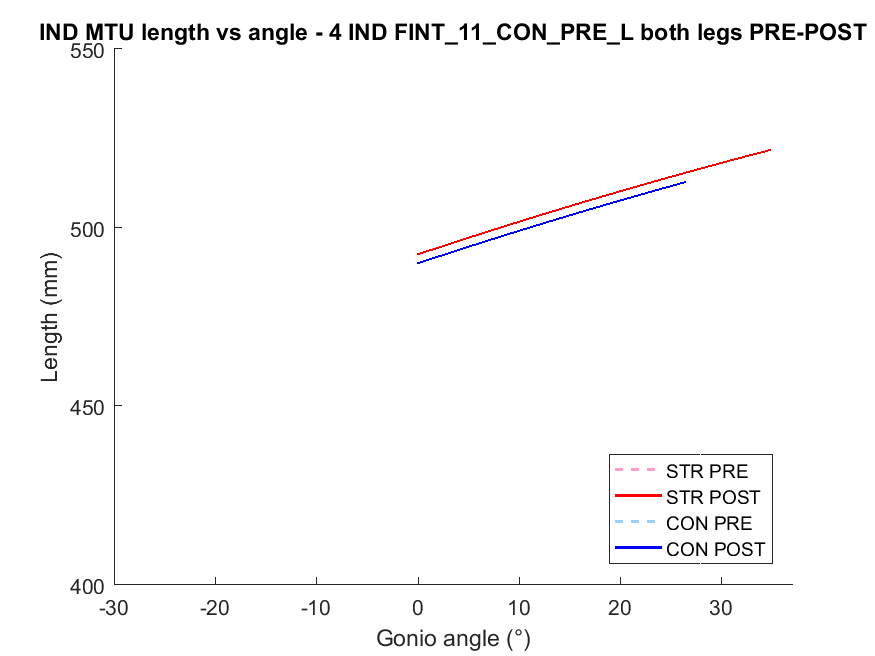 IND MTU length vs angle - 4 IND FINT_11_CON_PRE_L both legs PRE-POST
550
500
450
400
Length (mm)
-30
-20
-10
0
10
20
30
Gonio angle (°)
STR PRE
STR POST
CON PRE
CON POST